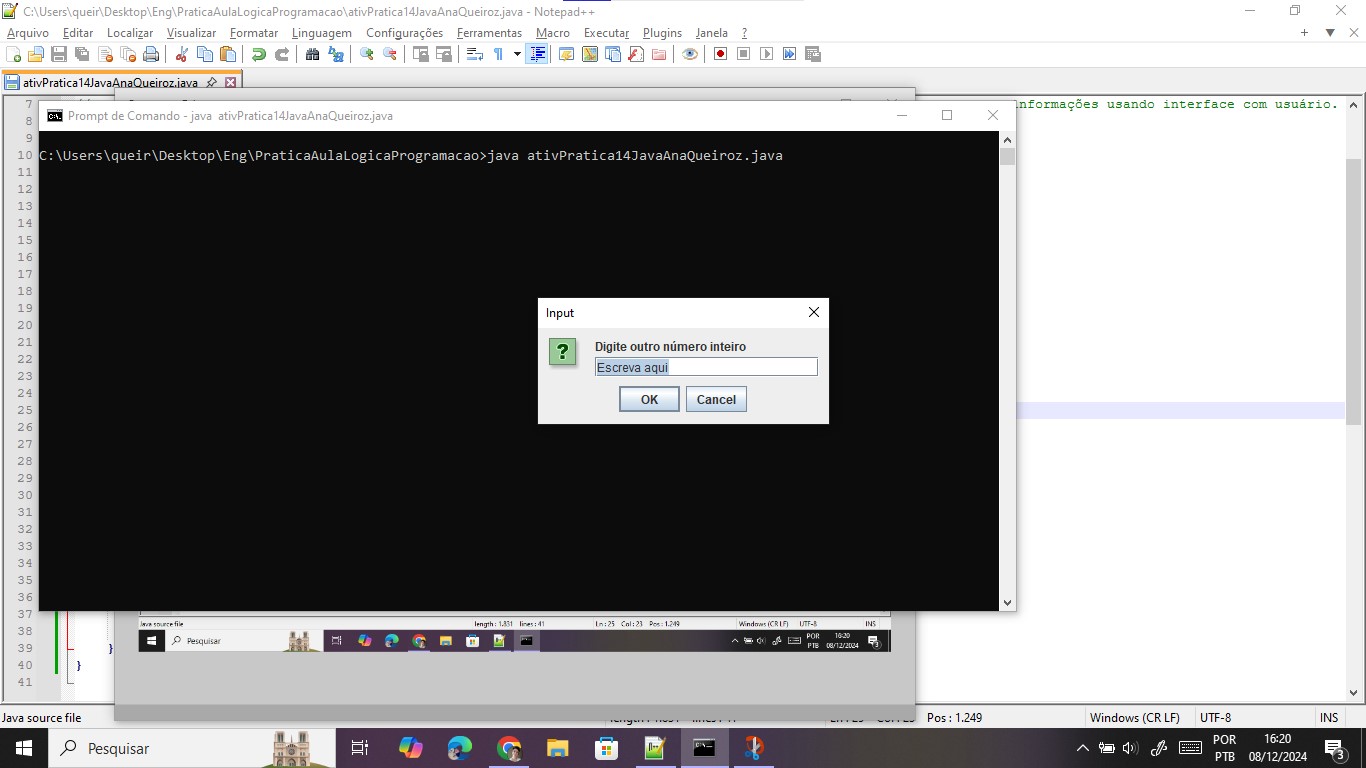 C:\Users\queir\Desktop\Eng\PraticaAulaLogicaProgramacao\ativPratica14JavaAnaQueiroz.java - Notepad++
Arquivo Editar Localizar Visualizar Formatar Linguagem Configurações Ferramentas Macro Executar Plugins Janela ? + ▼ X
ativPratica14JavaAnaQueiroz.java
7 nformações usando interface com usuário.
Prompt de Comando - java ativPratica14JavaAnaQueiroz.java
8
9
10 C:\Users\queir\Desktop\Eng\PraticaAulaLogicaProgramacao>java ativPratica14JavaAnaQueiroz.java
11
12
13
14
15
16
17
18
19
Input
20
21
Digite outro número inteiro
22
Escreva aqui
23
24
OK Cancel
25
26
27
28
29
30
31
32
33
34
35
36
37
Java source file length : 1.831 lines : 41 Ln : 25 Col : 23 Pos : 1.249 Windows (CR LF) UTF-8 INS
38
Pesquisar POR PTB 16:20 08/12/2024 3
39 }
40 }
41
Java source file Pos : 1.249 Windows (CR LF) UTF-8 INS
Pesquisar POR 16:20
PTB 08/12/2024 3